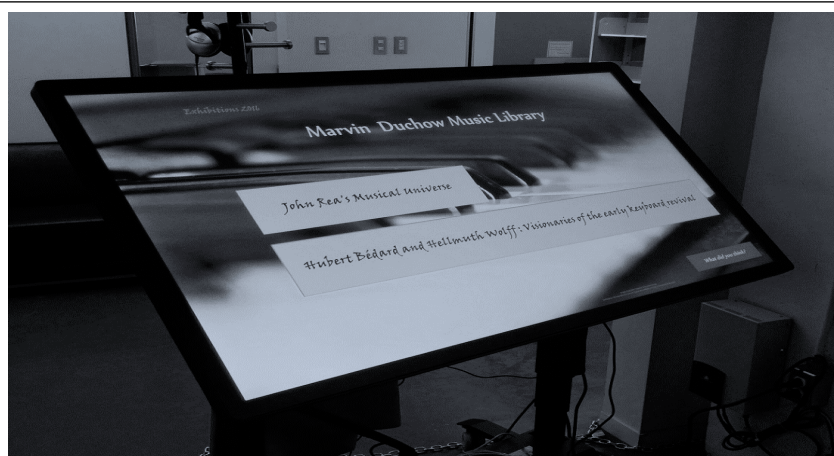 Exhibitions 2011
Marvin Duchow Music Library
John Rea's Musical Universe
Hubert Bédard and Hellmuth Wolff : Visionaries of the early keyboard revival
What did you think?